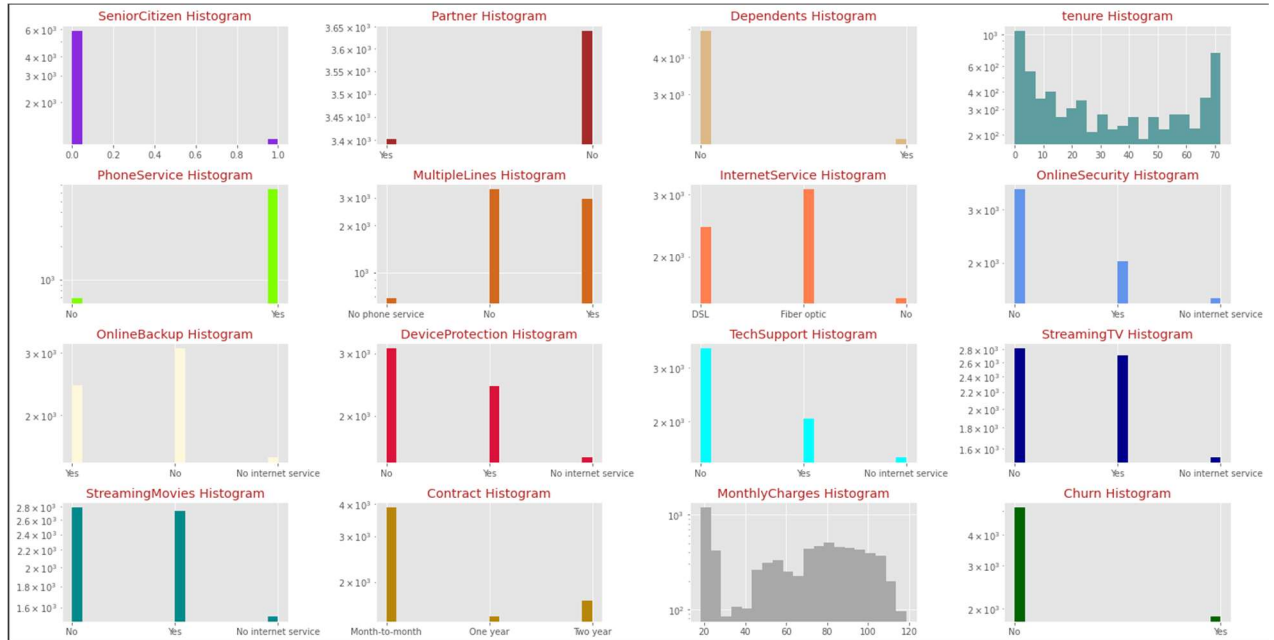 SeniorCitizen Histogram
6 × 10³
4 × 10³
3 × 10³
2 × 10³
0.0 0.2 0.4 0.6 0.8 1.0
Partner Histogram
3.65 × 10³
3.6 × 10³
3.55 × 10³
3.5 × 10³
3.45 × 10³
3.4 × 10³
Yes No
Dependents Histogram
4 × 10³
3 × 10³
No Yes
tenure Histogram
10³
6 × 10²
4 × 10²
3 × 10²
2 × 10²
0 10 20 30 40 50 60 70
PhoneService Histogram
10³
No Yes
MultipleLines Histogram
3 × 10³
2 × 10³
10³
No phone service No Yes
InternetService Histogram
3 × 10³
2 × 10³
DSL Fiber optic No
OnlineSecurity Histogram
3 × 10³
2 × 10³
No Yes No internet service
OnlineBackup Histogram
3 × 10³
2 × 10³
Yes No No internet service
DeviceProtection Histogram
3 × 10³
2 × 10³
No Yes No internet service
TechSupport Histogram
3 × 10³
2 × 10³
No Yes No internet service
StreamingTV Histogram
2.8 × 10³
2.6 × 10³
2.4 × 10³
2.2 × 10³
2 × 10³
1.8 × 10³
1.6 × 10³
No Yes No internet service
StreamingMovies Histogram
2.8 × 10³
2.6 × 10³
2.4 × 10³
2.2 × 10³
2 × 10³
1.8 × 10³
1.6 × 10³
No Yes No internet service
Contract Histogram
4 × 10³
3 × 10³
2 × 10³
Month-to-month One year Two year
MonthlyCharges Histogram
10³
10²
20 40 60 80 100 120
Churn Histogram
4 × 10³
3 × 10³
2 × 10³
No Yes